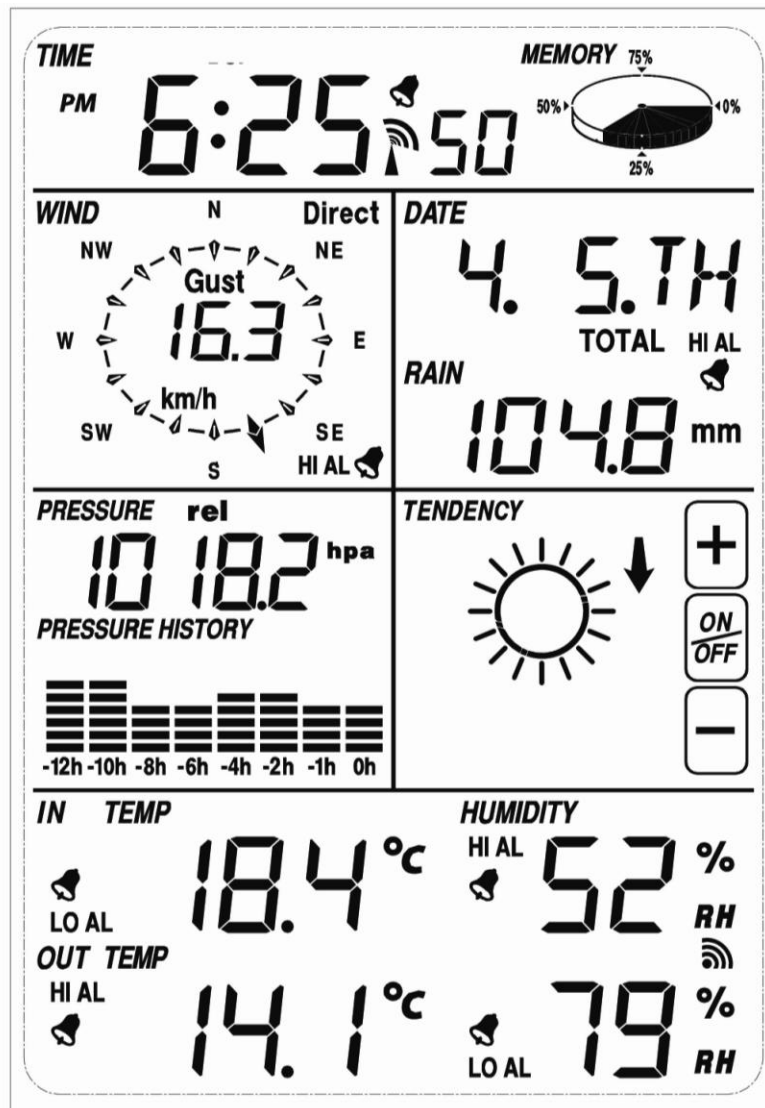 TIME
MEMORY 75%
PM 6:25 50 50% 0%
25%
WIND N Direct
NW NE
Gust
W 16.3 E
km/h
SW SE
S HI AL
DATE
4. 5.TH
TOTAL HI AL
RAIN
104.8 mm
PRESSURE rel
1018.2 hpa
PRESSURE HISTORY
-12h -10h -8h -6h -4h -2h -1h 0h
TENDENCY
+
ON
OFF
−
IN TEMP HUMIDITY
18.4 °C HI AL 52 %
LO AL RH
OUT TEMP
HI AL 14.1 °C 79 %
LO AL RH